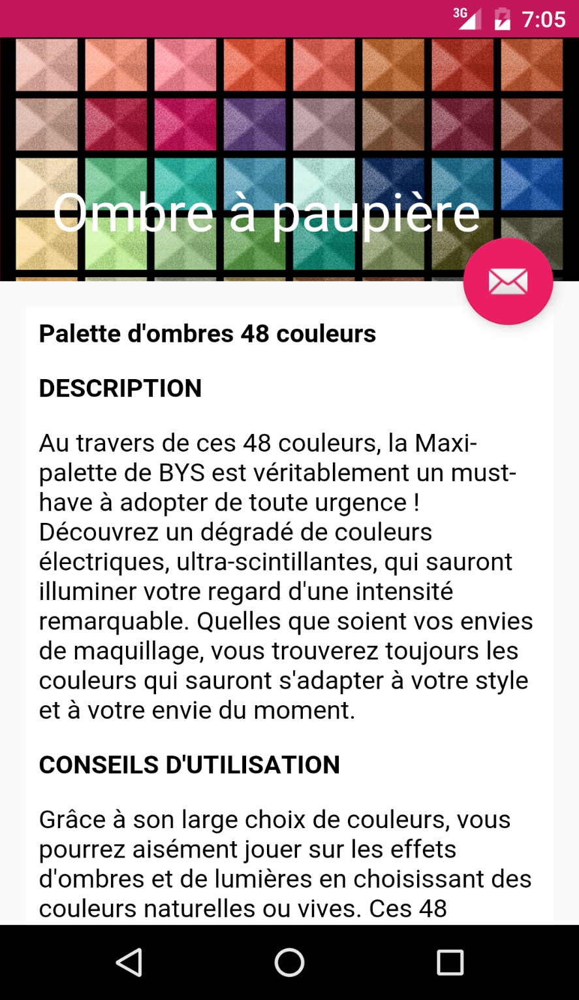 3G 7:05
Ombre à paupière
Palette d'ombres 48 couleurs
DESCRIPTION
Au travers de ces 48 couleurs, la Maxi-
palette de BYS est véritablement un must-
have à adopter de toute urgence !
Découvrez un dégradé de couleurs
électriques, ultra-scintillantes, qui sauront
illuminer votre regard d'une intensité
remarquable. Quelles que soient vos envies
de maquillage, vous trouverez toujours les
couleurs qui sauront s'adapter à votre style
et à votre envie du moment.
CONSEILS D'UTILISATION
Grâce à son large choix de couleurs, vous
pourrez aisément jouer sur les effets
d'ombres et de lumières en choisissant des
couleurs naturelles ou vives. Ces 48